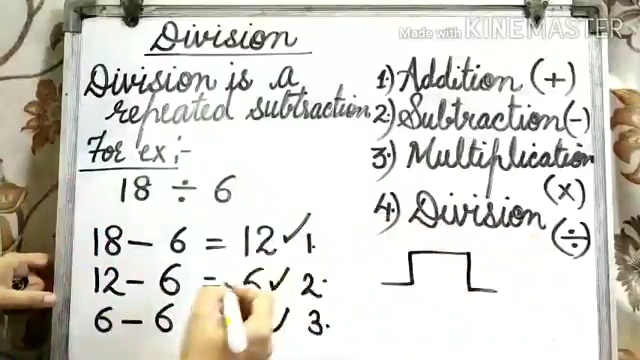 Made with KINEMASTER
Division
Division is a
repeated subtraction
For ex :-
18 ÷ 6
18 - 6 = 12 ✓ 1.
12 - 6 = 6 ✓ 2.
6 - 6 ✓ 3.
1) Addition (+)
2) Subtraction (-)
3) Multiplication
(×)
4) Division
(÷)